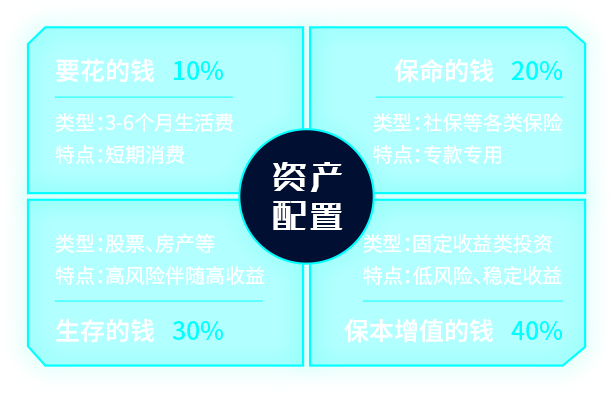 要花的钱 10%
类型：3-6个月生活费
特点：短期消费
保命的钱 20%
类型：社保等各类保险
特点：专款专用
资产
配置
类型：股票、房产等
特点：高风险伴随高收益
生存的钱 30%
类型：固定收益类投资
特点：低风险、稳定收益
保本增值的钱 40%